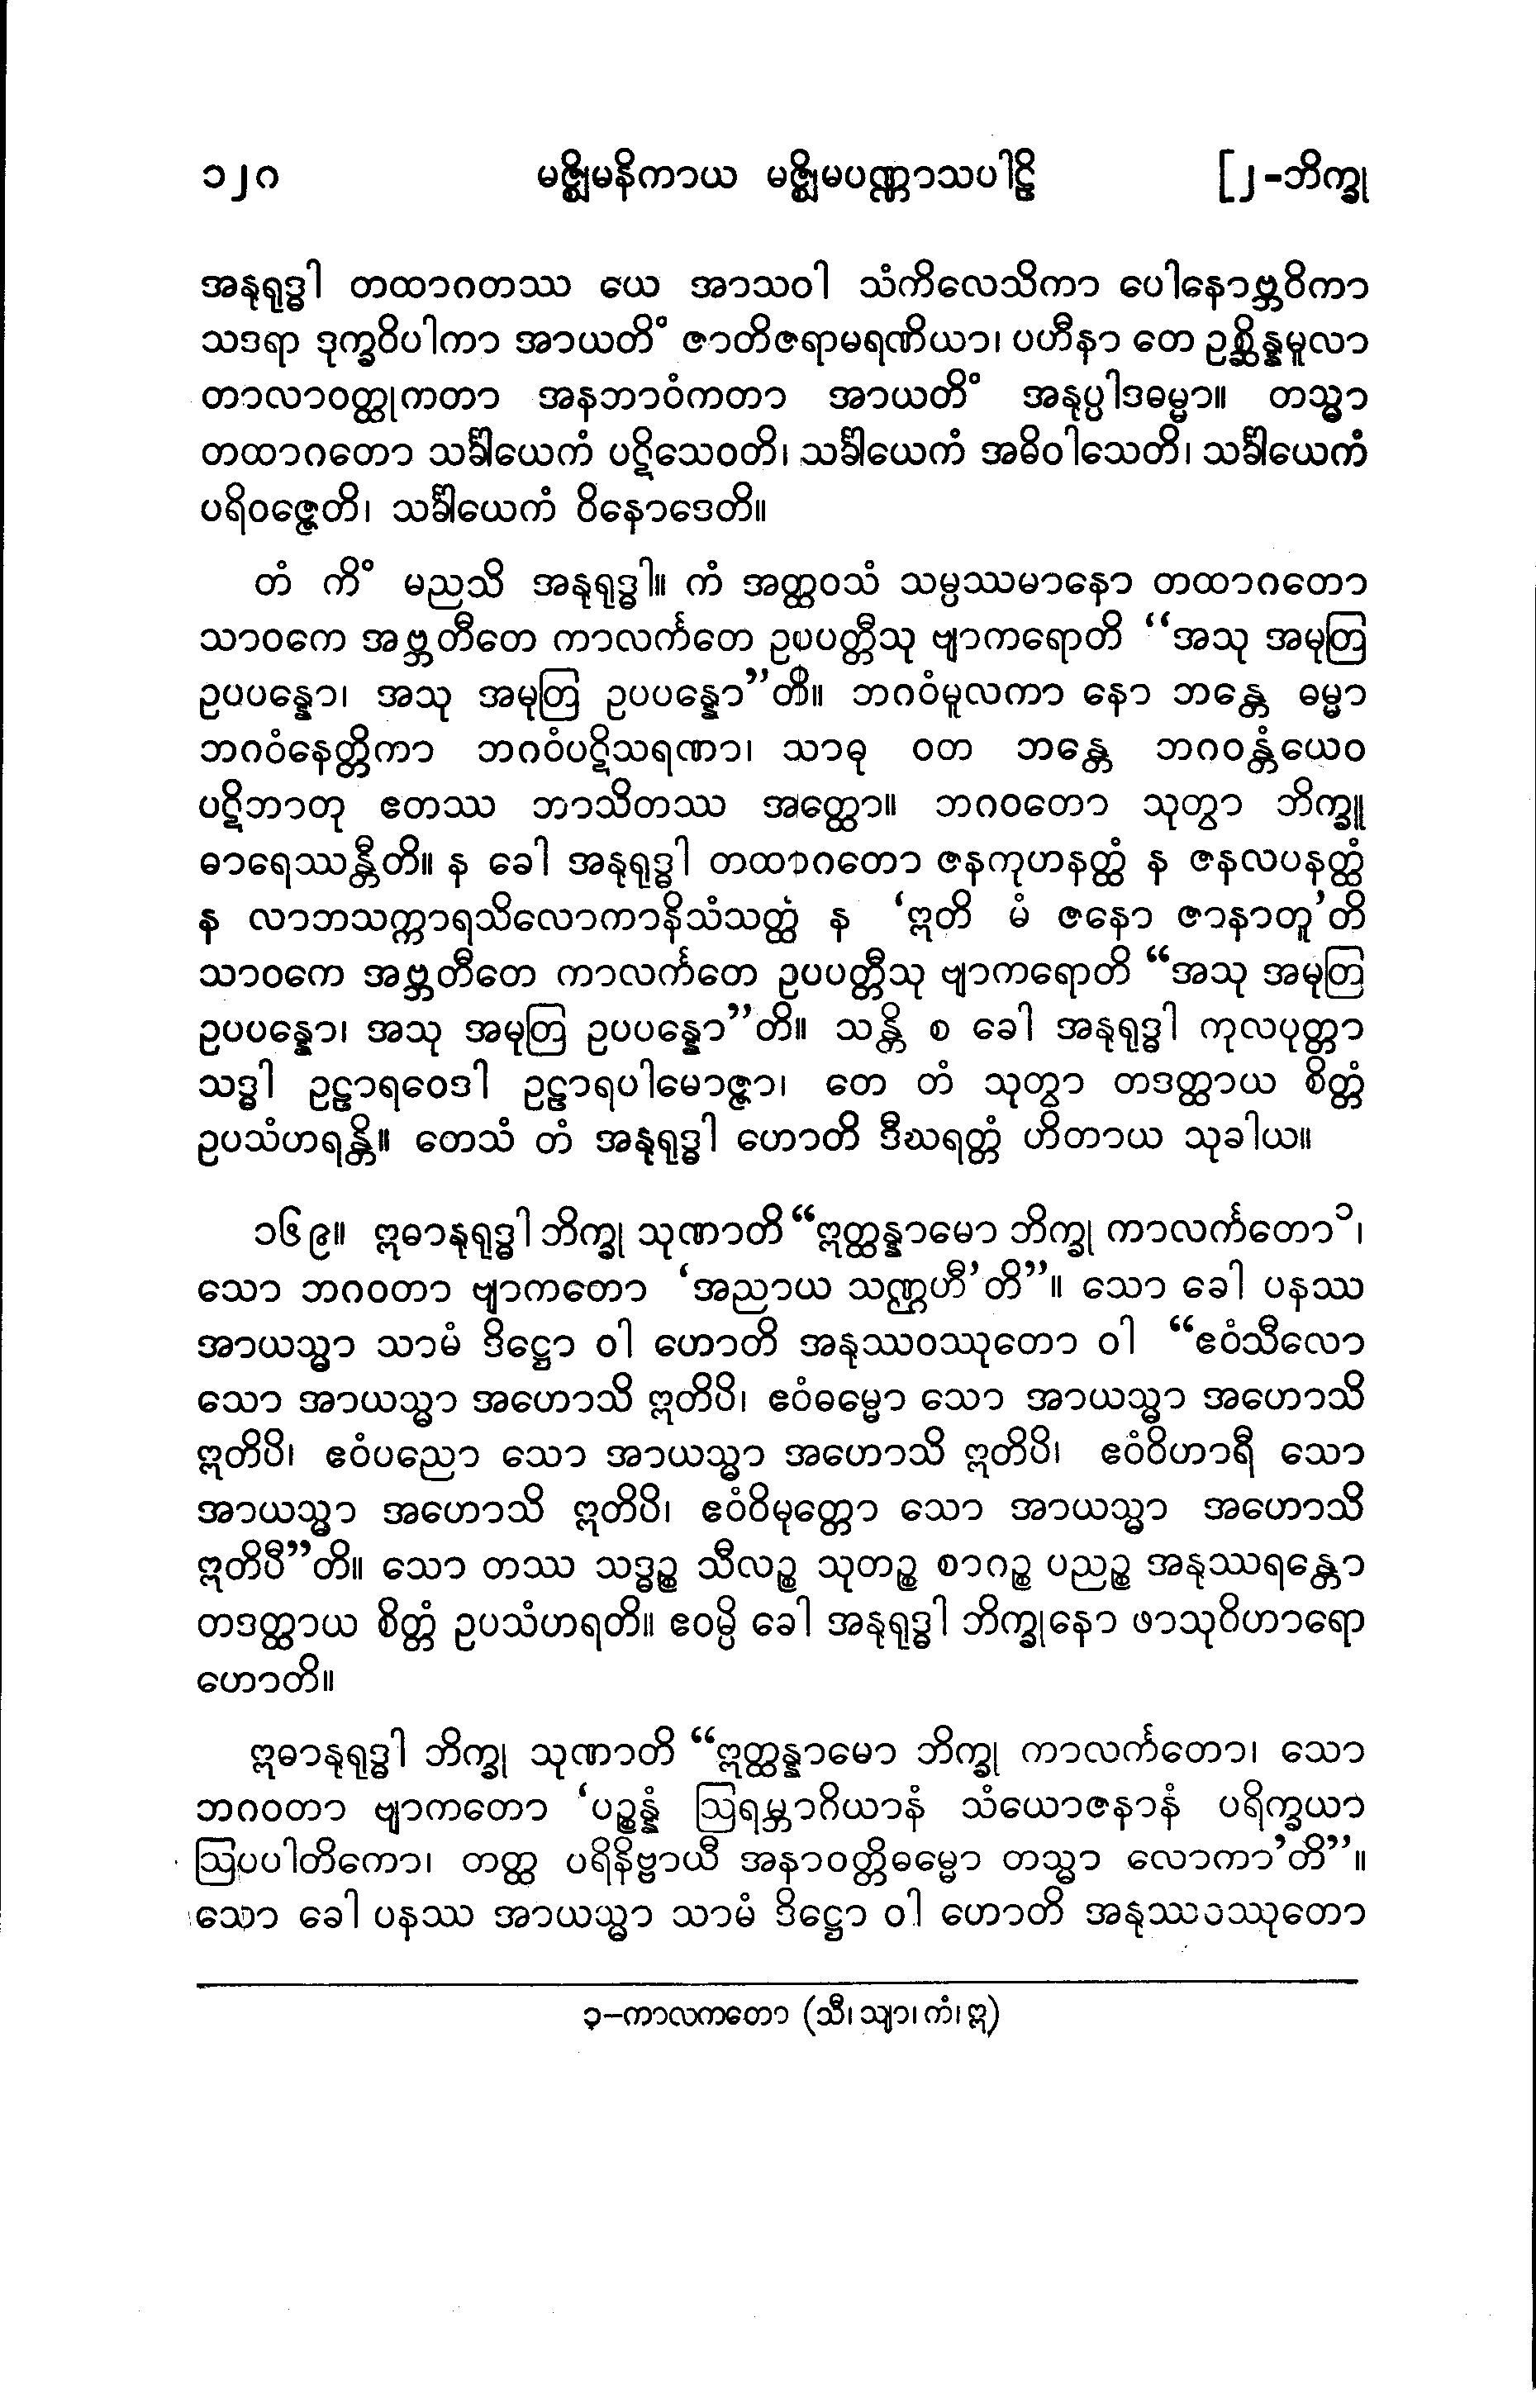 ၁၂၀ မဇ္ဈိမနိကာယ မဇ္ဈိမပဏ္ဏာသပါဠိ [၂-ဘိက္ခု
အနုရုဒ္ဓါ တထာဂတဿ ယေ အာသဝါ သံကိလေသိကာ ပေါနောဗ္ဘဝိကာ
သဒရာ ဒုက္ခဝိပါကာ အာယတိံ ဇာတိဇရာမရဏိယာ၊ ပဟီနာ တေ ဥစ္ဆိန္နမူလာ
တာလာဝတ္ထုကတာ အနဘာဝံကတာ အာယတိံ အနုပ္ပါဒဓမ္မာ။ တသ္မာ
တထာဂတော သင်္ခါယေကံ ပဋိသေဝတိ၊ သင်္ခါယေကံ အဓိဝါသေတိ၊ သင်္ခါယေကံ
ပရိဝဇ္ဇေတိ၊ သင်္ခါယေကံ ဝိနောဒေတိ။
တံ ကိံ မညသိ အနုရုဒ္ဓါ။ ကံ အတ္ထဝသံ သမ္ပဿမာနော တထာဂတော
သာဝကေ အဗ္ဘတီတေ ကာလင်္ကတေ ဥပပတ္တီသု ဗျာကရောတိ “အသု အမုတြ
ဥပပန္နော၊ အသု အမုတြ ဥပပန္နော”တိ။ ဘဂဝံမူလကာ နော ဘန္တေ ဓမ္မာ
ဘဂဝံနေတ္တိကာ ဘဂဝံပဋိသရဏာ၊ သာဓု ဝတ ဘန္တေ ဘဂဝန္တံယေဝ
ပဋိဘာတု ဧတဿ ဘာသိတဿ အတ္ထော။ ဘဂဝတော သုတွာ ဘိက္ခူ
ဓာရေဿန္တီတိ။ န ခေါ အနုရုဒ္ဓါ တထာဂတော ဇနကုဟနတ္ထံ န ဇနလပနတ္ထံ
န လာဘသက္ကာရသိလောကာနိသံသတ္ထံ န ‘ဣတိ မံ ဇနော ဇာနာတူ’တိ
သာဝကေ အဗ္ဘတီတေ ကာလင်္ကတေ ဥပပတ္တီသု ဗျာကရောတိ “အသု အမုတြ
ဥပပန္နော၊ အသု အမုတြ ဥပပန္နော”တိ။ သန္တိ စ ခေါ အနုရုဒ္ဓါ ကုလပုတ္တာ
သဒ္ဓါ ဥဠာရဝေဒါ ဥဠာရပါမောဇ္ဇာ၊ တေ တံ သုတွာ တဒတ္ထာယ စိတ္တံ
ဥပသံဟရန္တိ။ တေသံ တံ အနုရုဒ္ဓါ ဟောတိ ဒီဃရတ္တံ ဟိတာယ သုခါယ။
၁၆၉။ ဣဓာနုရုဒ္ဓါ ဘိက္ခု သုဏာတိ “ဣတ္ထန္နာမော ဘိက္ခု ကာလင်္ကတော၁၊
သော ဘဂဝတာ ဗျာကတော ‘အညာယ သဏ္ဌဟီ’တိ”။ သော ခေါ ပနဿ
အာယသ္မာ သာမံ ဒိဋ္ဌော ဝါ ဟောတိ အနုဿဝဿုတော ဝါ “ဧဝံသီလော
သော အာယသ္မာ အဟောသိ ဣတိပိ၊ ဧဝံဓမ္မော သော အာယသ္မာ အဟောသိ
ဣတိပိ၊ ဧဝံပညော သော အာယသ္မာ အဟောသိ ဣတိပိ၊ ဧဝံဝိဟာရီ သော
အာယသ္မာ အဟောသိ ဣတိပိ၊ ဧဝံဝိမုတ္တော သော အာယသ္မာ အဟောသိ
ဣတိပီ”တိ။ သော တဿ သဒ္ဓဉ္စ သီလဉ္စ သုတဉ္စ စာဂဉ္စ ပညဉ္စ အနုဿရန္တော
တဒတ္ထာယ စိတ္တံ ဥပသံဟရတိ။ ဧဝမ္ပိ ခေါ အနုရုဒ္ဓါ ဘိက္ခုနော ဖာသုဝိဟာရော
ဟောတိ။
ဣဓာနုရုဒ္ဓါ ဘိက္ခု သုဏာတိ “ဣတ္ထန္နာမော ဘိက္ခု ကာလင်္ကတော၊ သော
ဘဂဝတာ ဗျာကတော ‘ပဉ္စန္နံ ဩရမ္ဘာဂိယာနံ သံယောဇနာနံ ပရိက္ခယာ
ဩပပါတိကော၊ တတ္ထ ပရိနိဗ္ဗာယီ အနာဝတ္တိဓမ္မော တသ္မာ လောကာ’တိ”။
သော ခေါ ပနဿ အာယသ္မာ သာမံ ဒိဋ္ဌော ဝါ ဟောတိ အနုဿဝဿုတော
၁–ကာလကတော (သီ၊ သျာ၊ ကံ၊ ဣ)